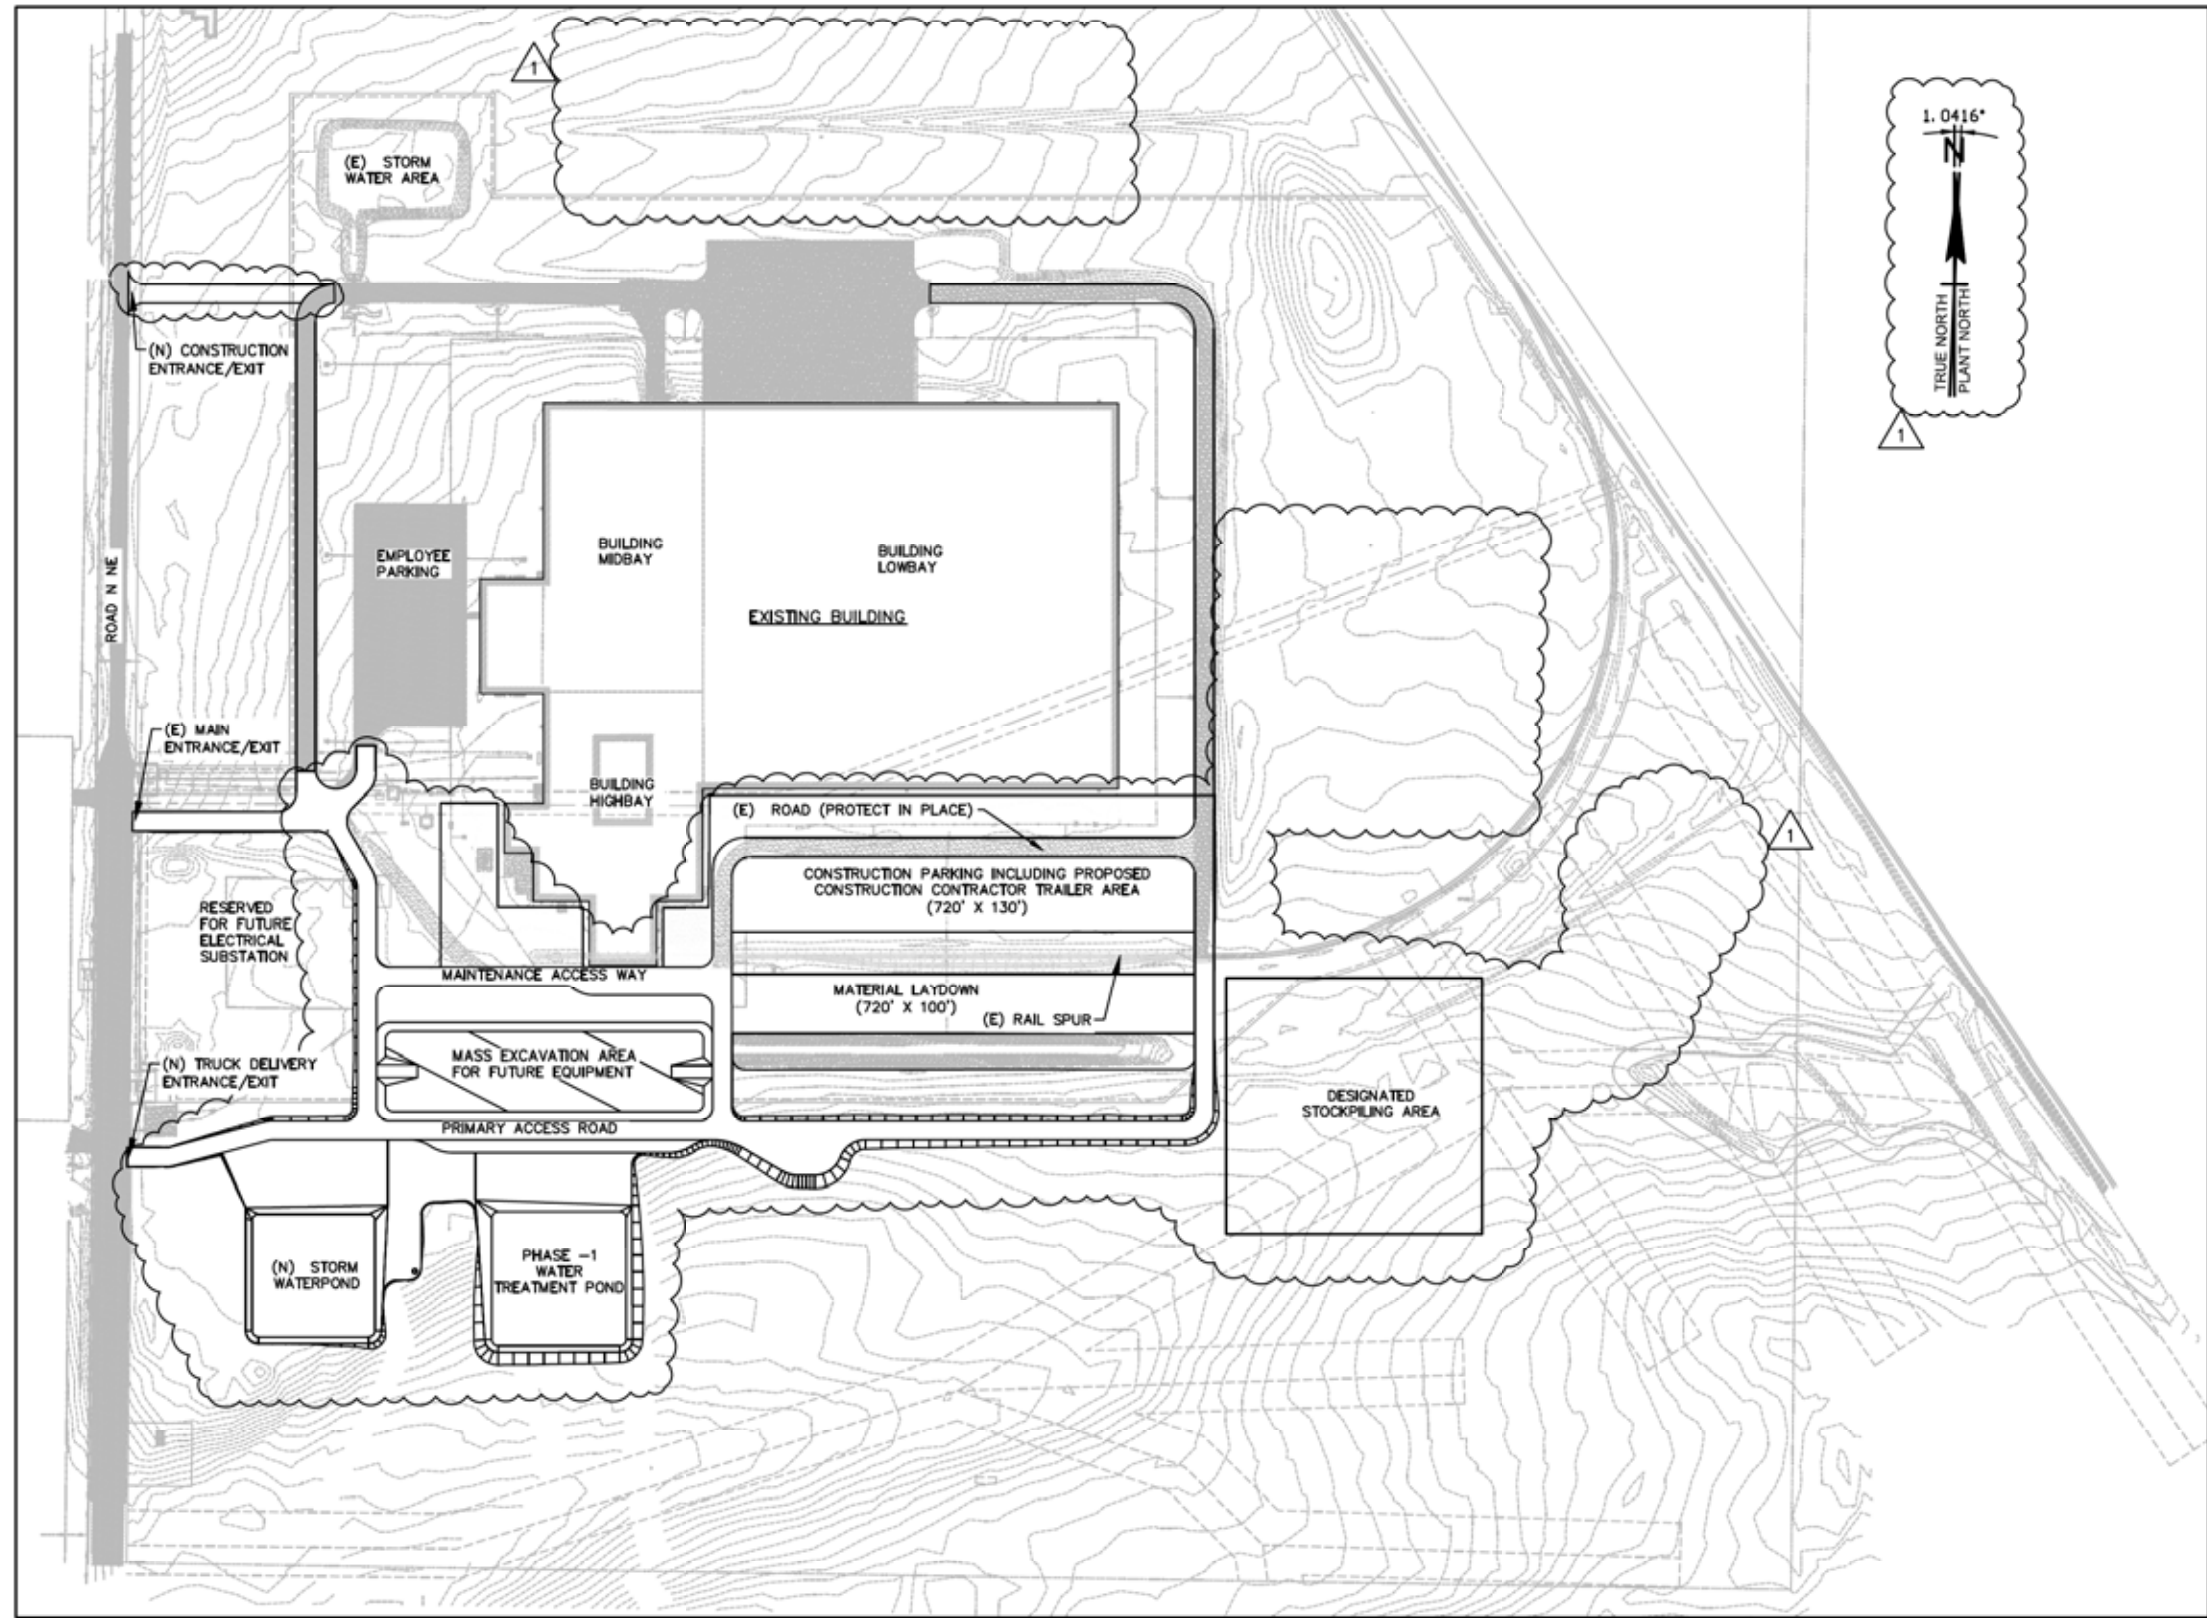 1
1. 0416°
N
TRUE NORTH
PLANT NORTH
1
(E) STORM
WATER AREA
(N) CONSTRUCTION
ENTRANCE/EXIT
ROAD N NE
EMPLOYEE
PARKING
BUILDING
MIDBAY
BUILDING
LOWBAY
EXISTING BUILDING
(E) MAIN
ENTRANCE/EXIT
BUILDING
HIGHBAY
(E) ROAD (PROTECT IN PLACE)
1
CONSTRUCTION PARKING INCLUDING PROPOSED
CONSTRUCTION CONTRACTOR TRAILER AREA
(720' X 130')
RESERVED
FOR FUTURE
ELECTRICAL
SUBSTATION
MAINTENANCE ACCESS WAY
MATERIAL LAYDOWN
(720' X 100')
(E) RAIL SPUR
MASS EXCAVATION AREA
FOR FUTURE EQUIPMENT
(N) TRUCK DELIVERY
ENTRANCE/EXIT
DESIGNATED
STOCKPILING AREA
PRIMARY ACCESS ROAD
(N) STORM
WATERPOND
PHASE -1
WATER
TREATMENT POND